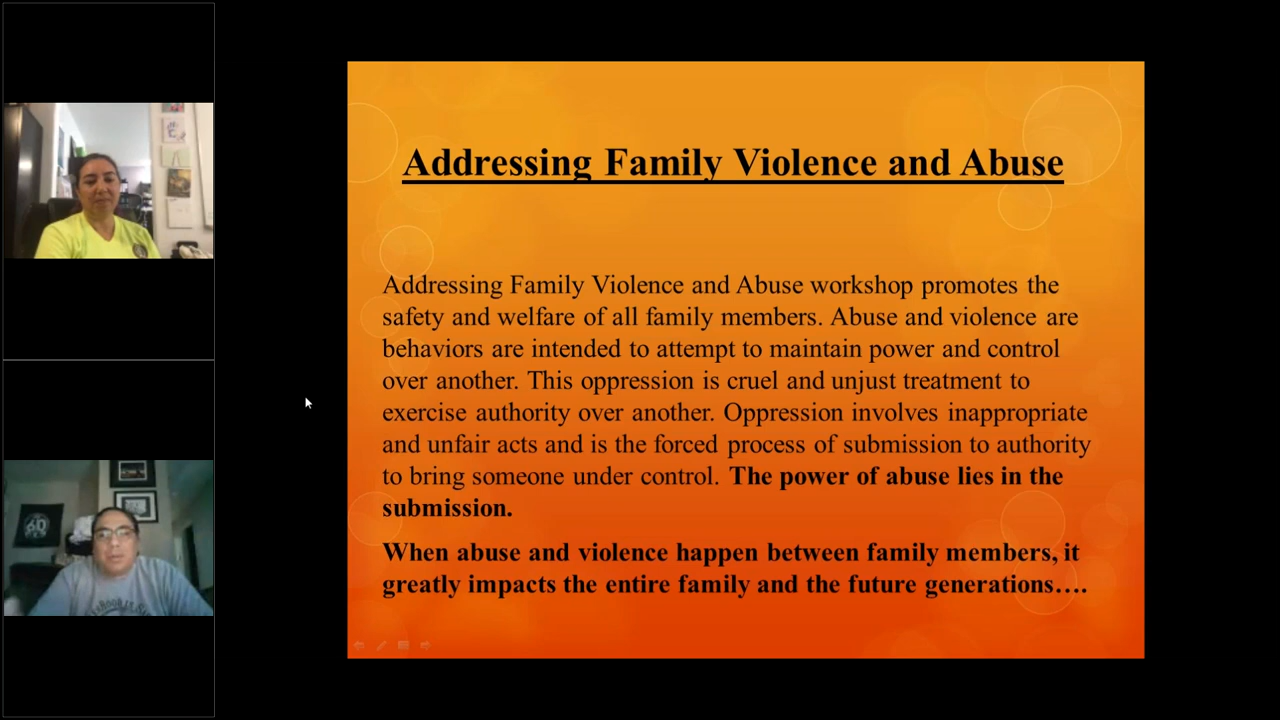 Addressing Family Violence and Abuse
Addressing Family Violence and Abuse workshop promotes the
safety and welfare of all family members. Abuse and violence are
behaviors are intended to attempt to maintain power and control
over another. This oppression is cruel and unjust treatment to
exercise authority over another. Oppression involves inappropriate
and unfair acts and is the forced process of submission to authority
to bring someone under control. The power of abuse lies in the
submission.
When abuse and violence happen between family members, it
greatly impacts the entire family and the future generations….
60